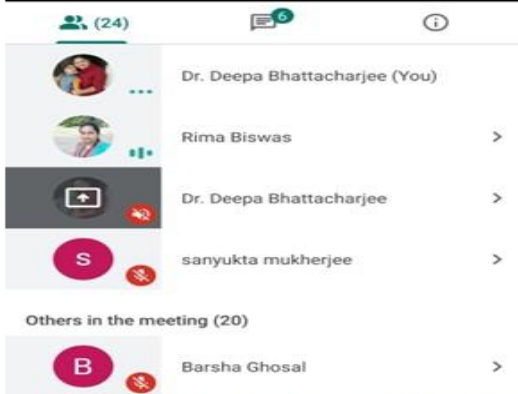 (24)
6
Dr. Deepa Bhattacharjee (You)
Rima Biswas
Dr. Deepa Bhattacharjee
S
sanyukta mukherjee
Others in the meeting (20)
B
Barsha Ghosal